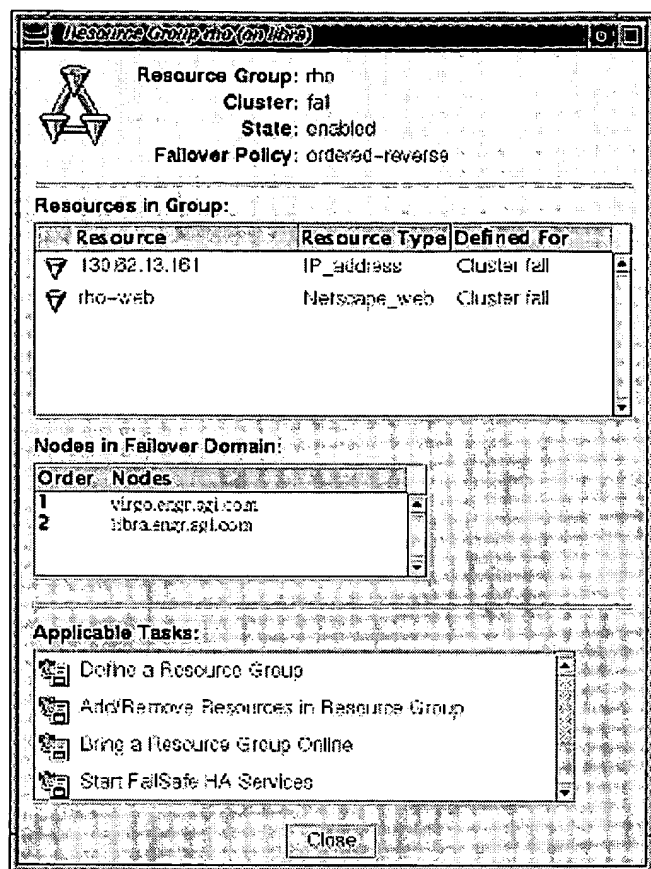 Resource Group rho (on libra)
Resource Group: rho
Cluster: fall
State: enabled
Failover Policy: ordered-reverse
Resources in Group:
Resource Resource Type Defined For
130.62.13.161 IP_address Cluster fall
rho-web Netscape_web Cluster fall
Nodes in Failover Domain:
Order Nodes
1 virgo.engr.sgi.com
2 libra.engr.sgi.com
Applicable Tasks:
Define a Resource Group
Add/Remove Resources in Resource Group
Bring a Resource Group Online
Start FailSafe HA Services
Close